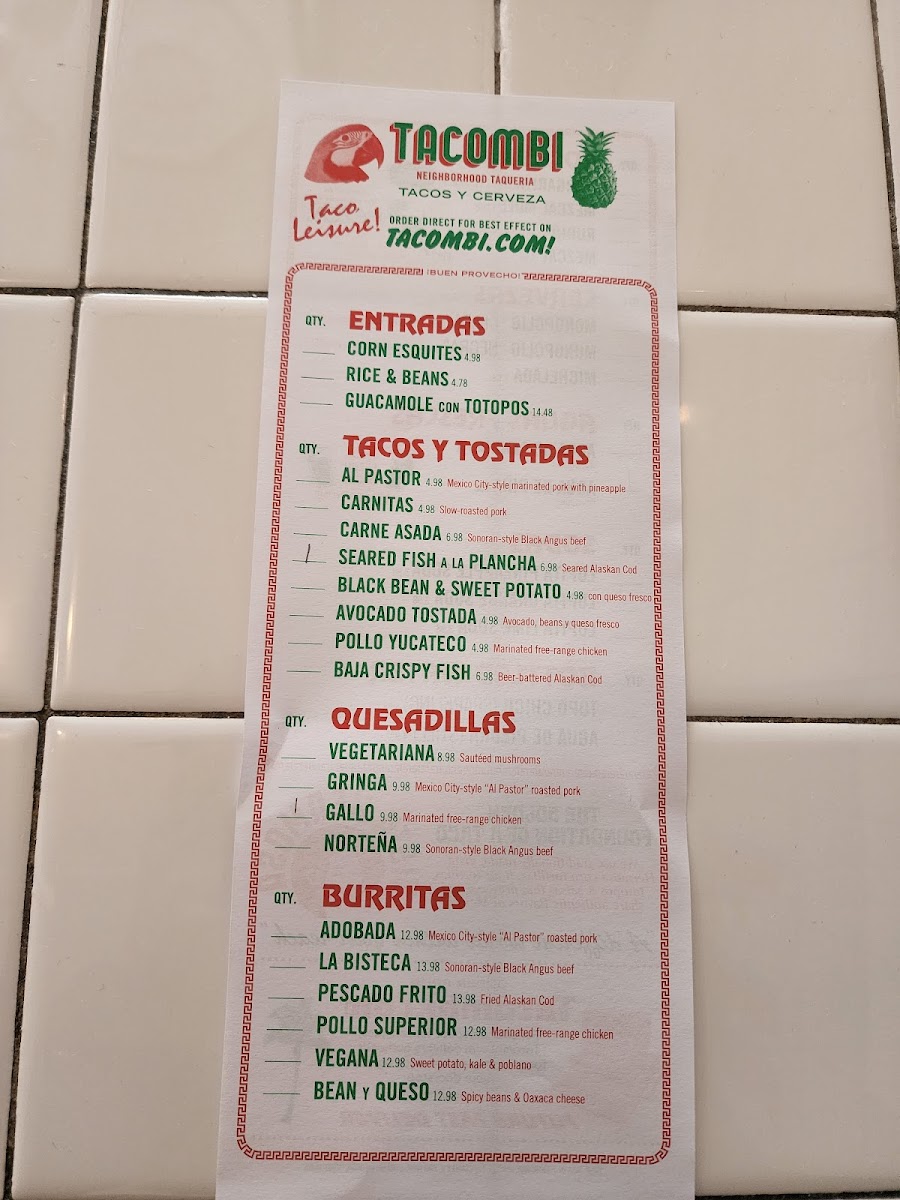 TACOMBI
NEIGHBORHOOD TAQUERIA
TACOS Y CERVEZA
Taco
Leisure!
ORDER DIRECT FOR BEST EFFECT ON
TACOMBI.COM!
¡BUEN PROVECHO!
QTY. ENTRADAS
CORN ESQUITES 4.98
RICE & BEANS 4.78
GUACAMOLE CON TOTOPOS 14.48
QTY. TACOS Y TOSTADAS
AL PASTOR 4.98 Mexico City-style marinated pork with pineapple
CARNITAS 4.98 Slow-roasted pork
CARNE ASADA 6.98 Sonoran-style Black Angus beef
1 SEARED FISH A LA PLANCHA 6.98 Seared Alaskan Cod
BLACK BEAN & SWEET POTATO 4.98 con queso fresco
AVOCADO TOSTADA 4.98 Avocado, beans y queso fresco
POLLO YUCATECO 4.98 Marinated free-range chicken
BAJA CRISPY FISH 6.98 Beer-battered Alaskan Cod
QTY. QUESADILLAS
VEGETARIANA 8.98 Sautéed mushrooms
GRINGA 9.98 Mexico City-style "Al Pastor" roasted pork
1 GALLO 9.98 Marinated free-range chicken
NORTEÑA 9.98 Sonoran-style Black Angus beef
QTY. BURRITAS
ADOBADA 12.98 Mexico City-style "Al Pastor" roasted pork
LA BISTECA 13.98 Sonoran-style Black Angus beef
PESCADO FRITO 13.98 Fried Alaskan Cod
POLLO SUPERIOR 12.98 Marinated free-range chicken
VEGANA 12.98 Sweet potato, kale & poblano
BEAN Y QUESO 12.98 Spicy beans & Oaxaca cheese